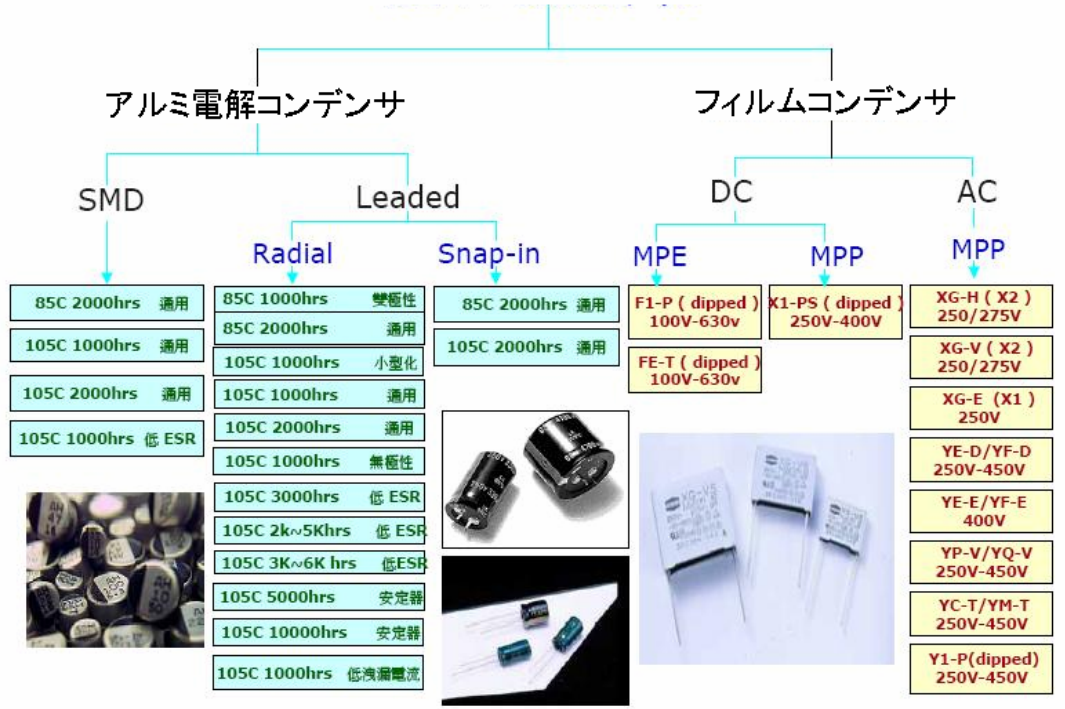 アルミ電解コンデンサ
フィルムコンデンサ
SMD
Leaded
DC
AC
Radial
Snap-in
MPE
MPP
MPP
85C 2000hrs 通用
105C 1000hrs 通用
105C 2000hrs 通用
105C 1000hrs 低 ESR
85C 1000hrs 雙極性
85C 2000hrs 通用
105C 1000hrs 小型化
105C 1000hrs 通用
105C 2000hrs 通用
105C 1000hrs 無極性
105C 3000hrs 低 ESR
105C 2k~5Khrs 低 ESR
105C 3K~6K hrs 低ESR
105C 5000hrs 安定器
105C 10000hrs 安定器
105C 1000hrs 低洩漏電流
85C 2000hrs 通用
105C 2000hrs 通用
F1-P ( dipped )
100V-630v
FE-T ( dipped )
100V-630v
X1-PS ( dipped )
250V-400V
XG-H ( X2 )
250/275V
XG-V ( X2 )
250/275V
XG-E (X1 )
250V
YE-D/YF-D
250V-450V
YE-E/YF-E
400V
YP-V/YQ-V
250V-450V
YC-T/YM-T
250V-450V
Y1-P(dipped)
250V-450V
XG-VS